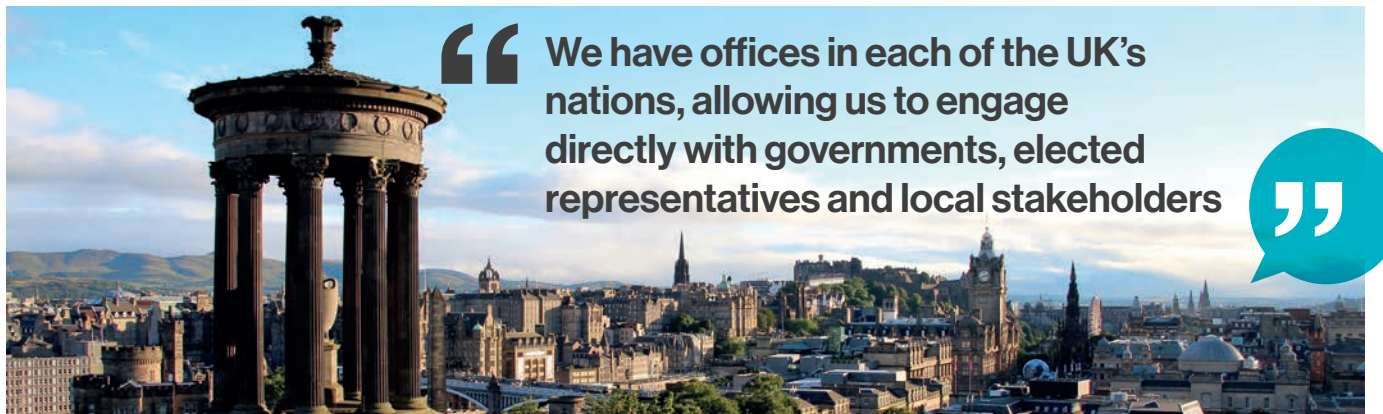 “We have offices in each of the UK’s
nations, allowing us to engage
directly with governments, elected
representatives and local stakeholders”